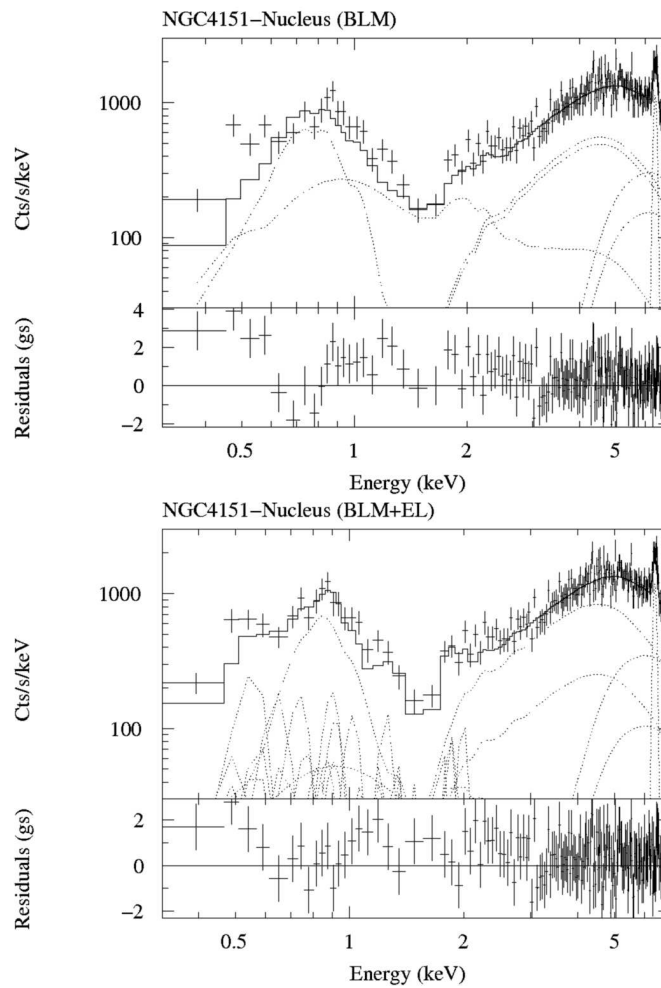 NGC4151−Nucleus (BLM)
1000
100
Cts/s/keV
4
2
0
−2
Residuals (gs)
0.5
1
2
5
Energy (keV)
NGC4151−Nucleus (BLM+EL)
1000
100
Cts/s/keV
2
0
−2
Residuals (gs)
0.5
1
2
5
Energy (keV)